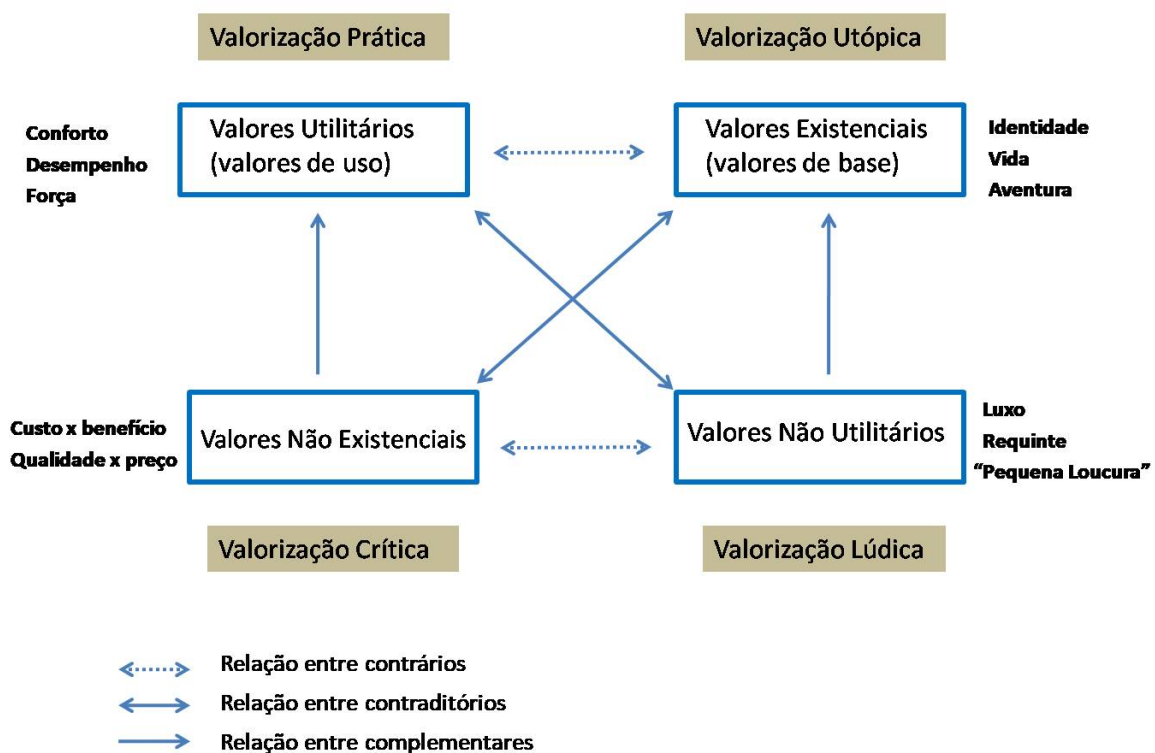 Valorização Prática
Valorização Utópica
Conforto
Desempenho
Força
Valores Utilitários
(valores de uso)
Valores Existenciais
(valores de base)
Identidade
Vida
Aventura
Custo x benefício
Qualidade x preço
Valores Não Existenciais
Valores Não Utilitários
Luxo
Requinte
“Pequena Loucura”
Valorização Crítica
Valorização Lúdica
Relação entre contrários
Relação entre contraditórios
Relação entre complementares